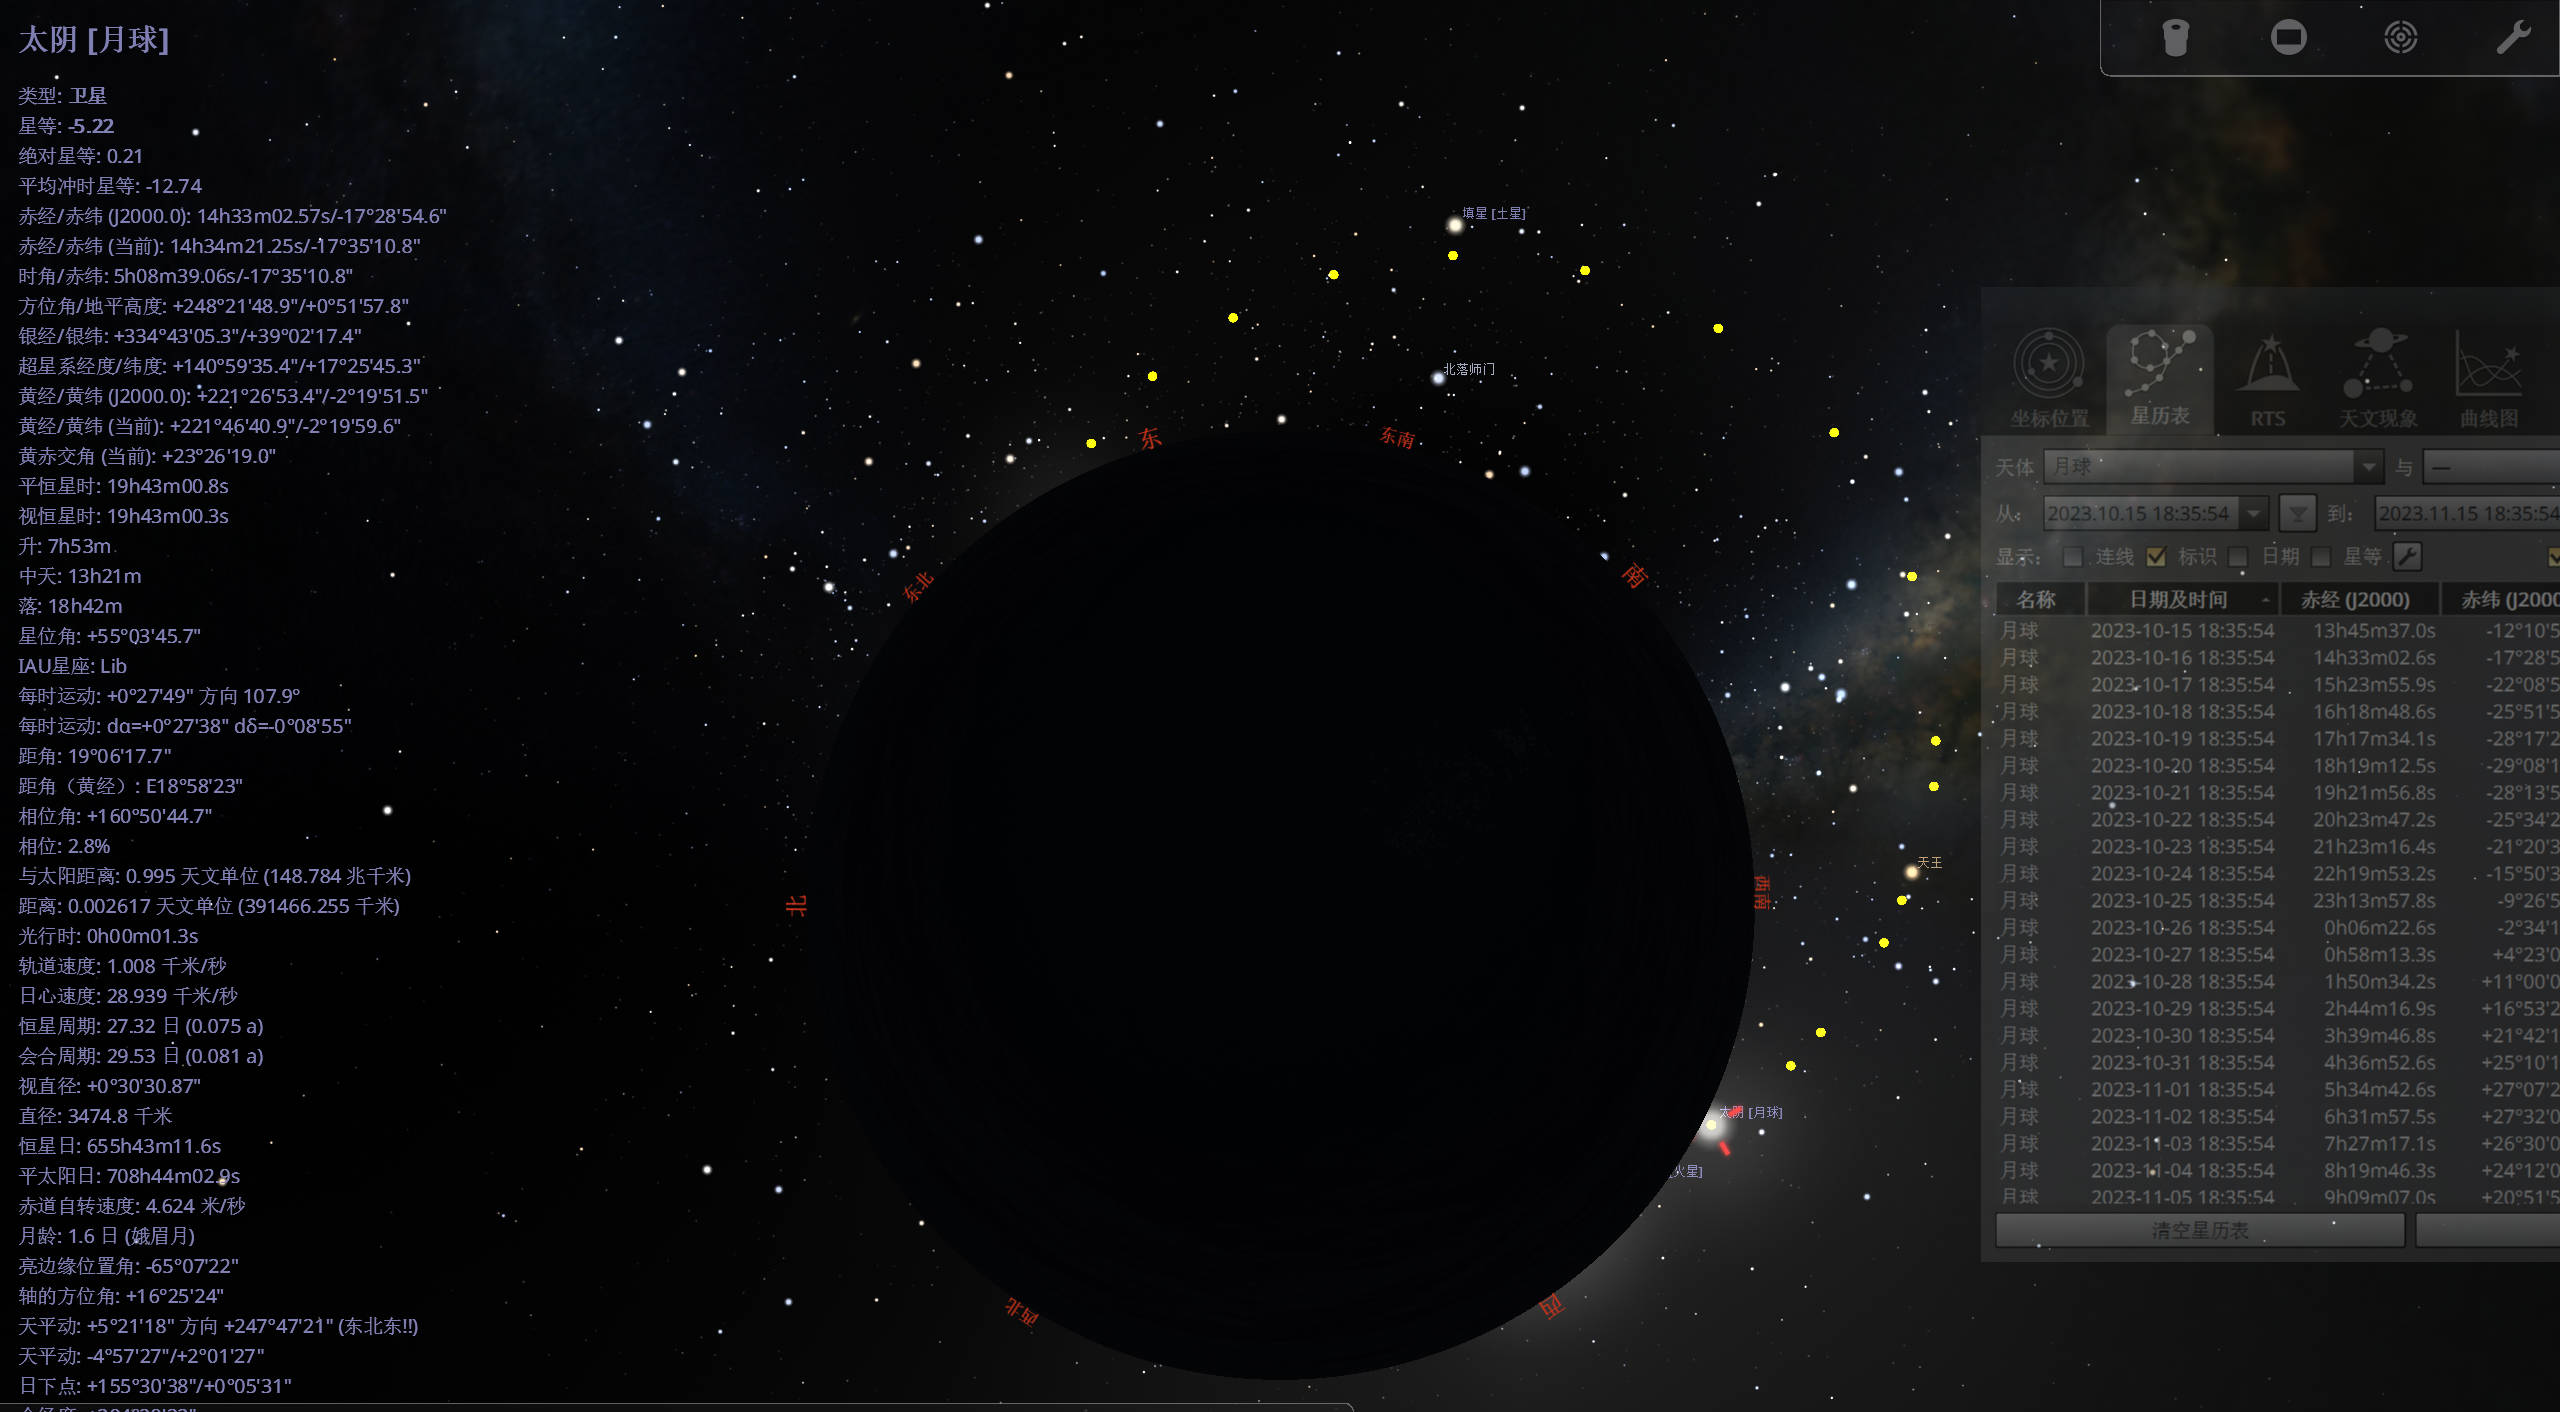 太阴 [月球]
类型: 卫星
星等: -5.22
绝对星等: 0.21
平均冲时星等: -12.74
赤经/赤纬 (J2000.0): 14h33m02.57s/-17°28'54.6"
赤经/赤纬 (当前): 14h34m21.25s/-17°35'10.8"
时角/赤纬: 5h08m39.06s/-17°35'10.8"
方位角/地平高度: +248°21'48.9"/+0°51'57.8"
银经/银纬: +334°43'05.3"/+39°02'17.4"
超星系经度/纬度: +140°59'35.4"/+17°25'45.3"
黄经/黄纬 (J2000.0): +221°26'53.4"/-2°19'51.5"
黄经/黄纬 (当前): +221°46'40.9"/-2°19'59.6"
黄赤交角 (当前): +23°26'19.0"
平恒星时: 19h43m00.8s
视恒星时: 19h43m00.3s
升: 7h53m
中天: 13h21m
落: 18h42m
星位角: +55°03'45.7"
IAU星座: Lib
每时运动: +0°27'49" 方向 107.9°
每时运动: dα=+0°27'38" dδ=-0°08'55"
距角: 19°06'17.7"
距角（黄经）: E18°58'23"
相位角: +160°50'44.7"
相位: 2.8%
与太阳距离: 0.995 天文单位 (148.784 兆千米)
距离: 0.002617 天文单位 (391466.255 千米)
光行时: 0h00m01.3s
轨道速度: 1.008 千米/秒
日心速度: 28.939 千米/秒
恒星周期: 27.32 日 (0.075 a)
会合周期: 29.53 日 (0.081 a)
视直径: +0°30'30.87"
直径: 3474.8 千米
恒星日: 655h43m11.6s
平太阳日: 708h44m02.9s
赤道自转速度: 4.624 米/秒
月龄: 1.6 日 (娥眉月)
亮边缘位置角: -65°07'22"
轴的方位角: +16°25'24"
天平动: +5°21'18" 方向 +247°47'21" (东北东!!)
天平动: -4°57'27"/+2°01'27"
日下点: +155°30'38"/+0°05'31"
填星 [土星]
北落师门
东
东南
东北
南
北
西南
天王
太阴 [月球]
火星]
西北
西
坐标位置 星历表 RTS 天文现象 曲线图
天体 月球 与 —
从: 2023.10.15 18:35:54 到: 2023.11.15 18:35:54
显示: 连线 标识 日期 星等
名称 日期及时间 赤经 (J2000) 赤纬 (J2000
月球 2023-10-15 18:35:54 13h45m37.0s -12°10'5
月球 2023-10-16 18:35:54 14h33m02.6s -17°28'5
月球 2023-10-17 18:35:54 15h23m55.9s -22°08'5
月球 2023-10-18 18:35:54 16h18m48.6s -25°51'5
月球 2023-10-19 18:35:54 17h17m34.1s -28°17'2
月球 2023-10-20 18:35:54 18h19m12.5s -29°08'1
月球 2023-10-21 18:35:54 19h21m56.8s -28°13'5
月球 2023-10-22 18:35:54 20h23m47.2s -25°34'2
月球 2023-10-23 18:35:54 21h23m16.4s -21°20'3
月球 2023-10-24 18:35:54 22h19m53.2s -15°50'3
月球 2023-10-25 18:35:54 23h13m57.8s -9°26'5
月球 2023-10-26 18:35:54 0h06m22.6s -2°34'1
月球 2023-10-27 18:35:54 0h58m13.3s +4°23'0
月球 2023-10-28 18:35:54 1h50m34.2s +11°00'0
月球 2023-10-29 18:35:54 2h44m16.9s +16°53'2
月球 2023-10-30 18:35:54 3h39m46.8s +21°42'1
月球 2023-10-31 18:35:54 4h36m52.6s +25°10'1
月球 2023-11-01 18:35:54 5h34m42.6s +27°07'2
月球 2023-11-02 18:35:54 6h31m57.5s +27°32'0
月球 2023-11-03 18:35:54 7h27m17.1s +26°30'0
月球 2023-11-04 18:35:54 8h19m46.3s +24°12'0
月球 2023-11-05 18:35:54 9h09m07.0s +20°51'5
清空星历表